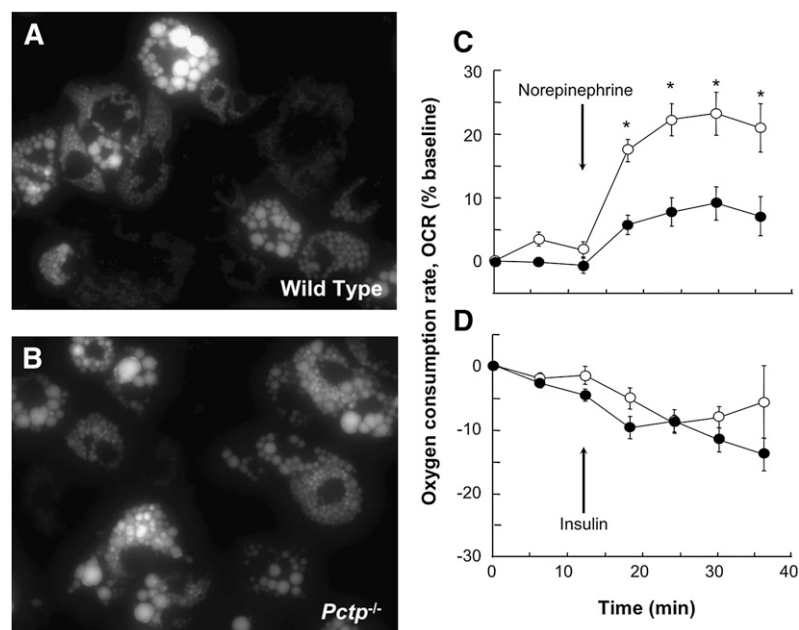 A
Wild Type
B
Pctp-/-
C
Oxygen consumption rate, OCR (% baseline)
30
20
10
0
Norepinephrine
*
*
*
*
D
0
-10
-20
-30
Insulin
0
10
20
30
40
Time (min)